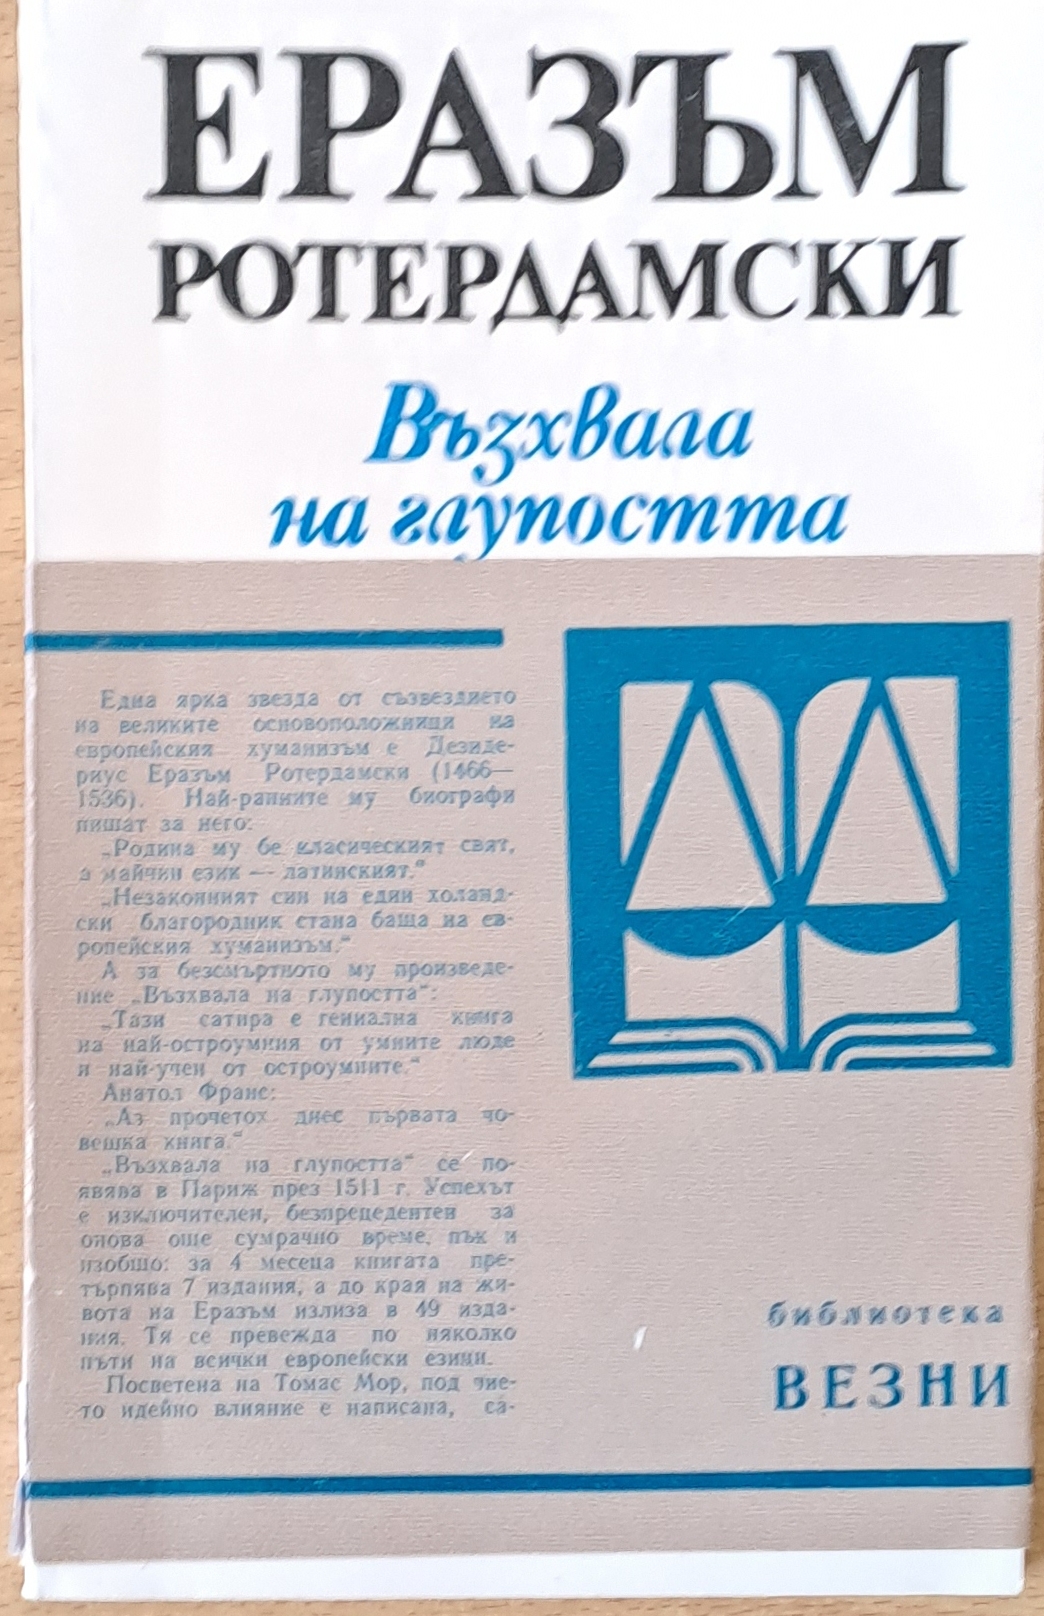 ЕРАЗЪМ
РОТЕРДАМСКИ
Възхвала
на глупостта
Една ярка звезда от съзвездието
на великите основоположници на
европейския хуманизъм е Дезиде-
риус Еразъм Ротердамски (1466—
1536). Най-ранните му биографи
пишат за него:
„Родина му бе класическият свят,
а майчин език — латинският.“
„Незаконният син на един холанд-
ски благородник стана баща на ев-
ропейския хуманизъм.“
А за безсмъртното му произведе-
ние „Възхвала на глупостта“:
„Тази сатира е гениална книга
на най-остроумния от умните люде
и най-учен от остроумните.“
Анатол Франс:
„Аз прочетох днес първата чо-
вешка книга.“
„Възхвала на глупостта“ се по-
явява в Париж през 1511 г. Успехът
е изключителен, безпрецедентен за
онова още сумрачно време, пък и
изобщо: за 4 месеца книгата пре-
търпява 7 издания, а до края на жи-
вота на Еразъм излиза в 49 изда-
ния. Тя се превежда по няколко
пъти на всички европейски езици.
Посветена на Томас Мор, под чие-
то идейно влияние е написана, са-
библиотека
ВЕЗНИ